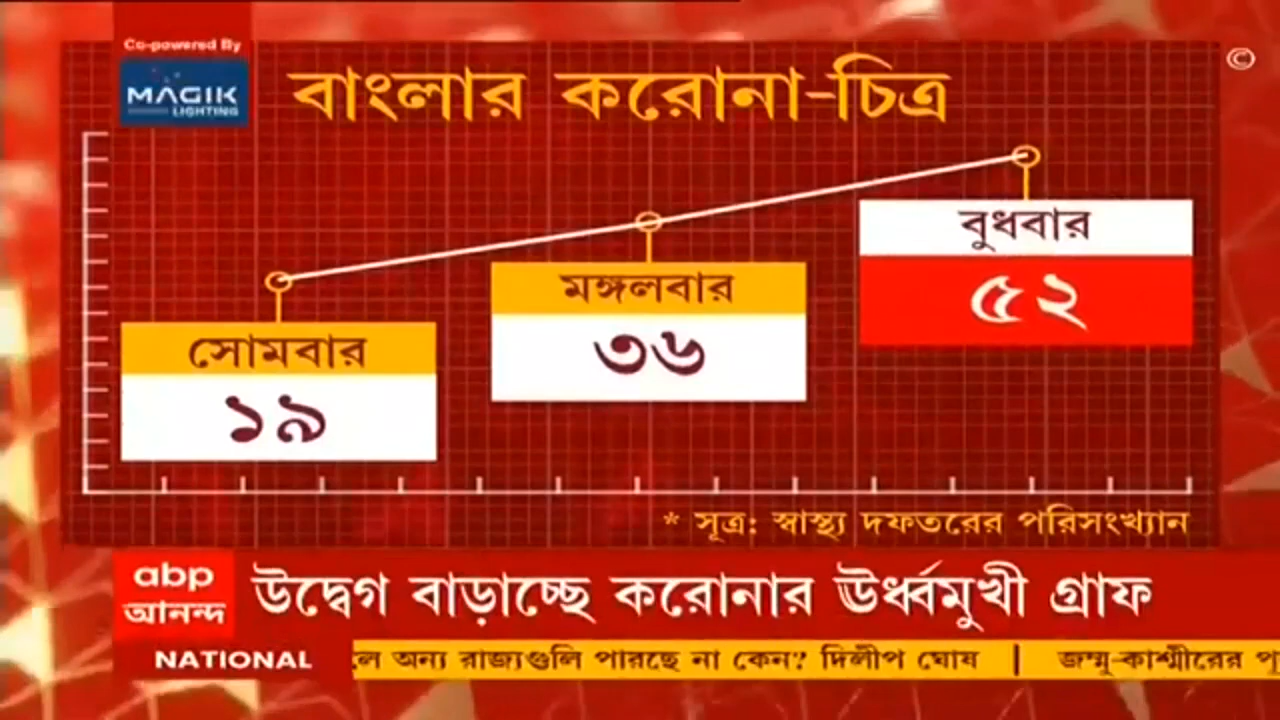 Co-powered By
MAGIK
LIGHTING
©
বাংলার করোনা-চিত্র
বুধবার
৫২
মঙ্গলবার
৩৬
সোমবার
১৯
* সূত্র: স্বাস্থ্য দফতরের পরিসংখ্যান
abp
আনন্দ
উদ্বেগ বাড়াচ্ছে করোনার ঊর্ধ্বমুখী গ্রাফ
NATIONAL
অন্য রাজ্যগুলি পারছে না কেন? দিলীপ ঘোষ | জম্মু-কাশ্মীরের